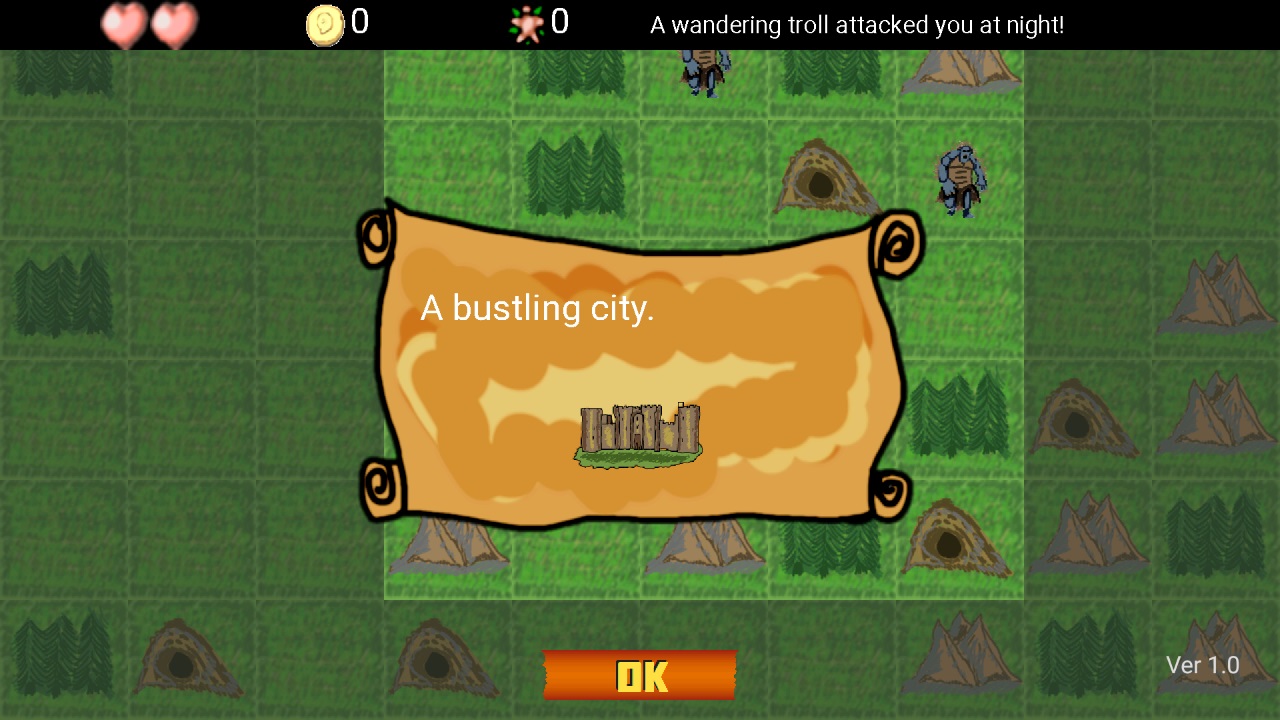 0
0
A wandering troll attacked you at night!
A bustling city.
OK
Ver 1.0